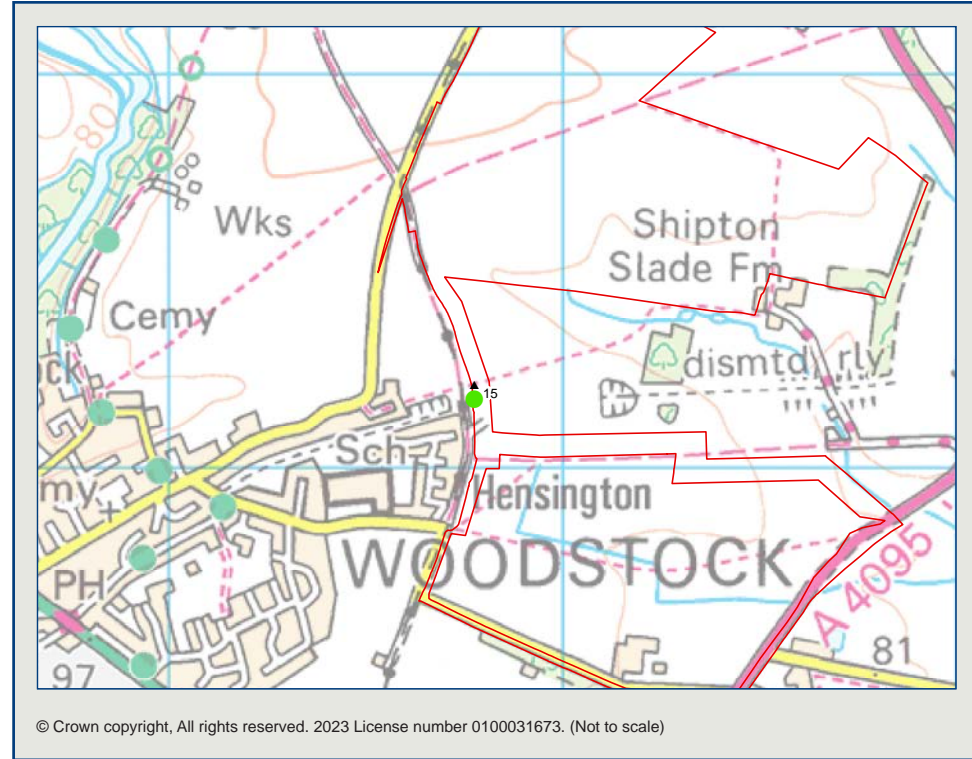 80
Wks
Shipton
Slade Fm
Cemy
ock
dismtd rly
15
Sch
my
Hensington
WOODSTOCK
PH
A 4095
81
97
© Crown copyright, All rights reserved. 2023 License number 0100031673. (Not to scale)